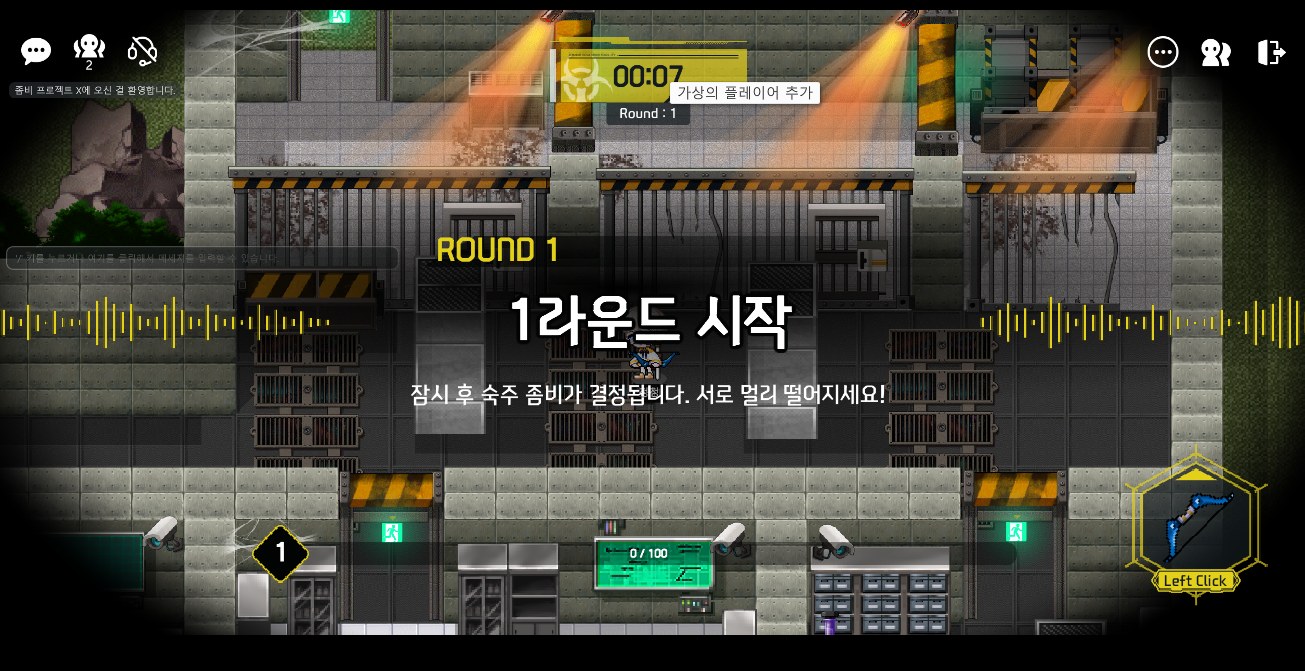 2
좀비 프로젝트 X에 오신 걸 환영합니다.
00:07
가상의 플레이어 추가
Round : 1
ROUND 1
1라운드 시작
잠시 후 숙주 좀비가 결정됩니다. 서로 멀리 떨어지세요!
1
0 / 100
Left Click